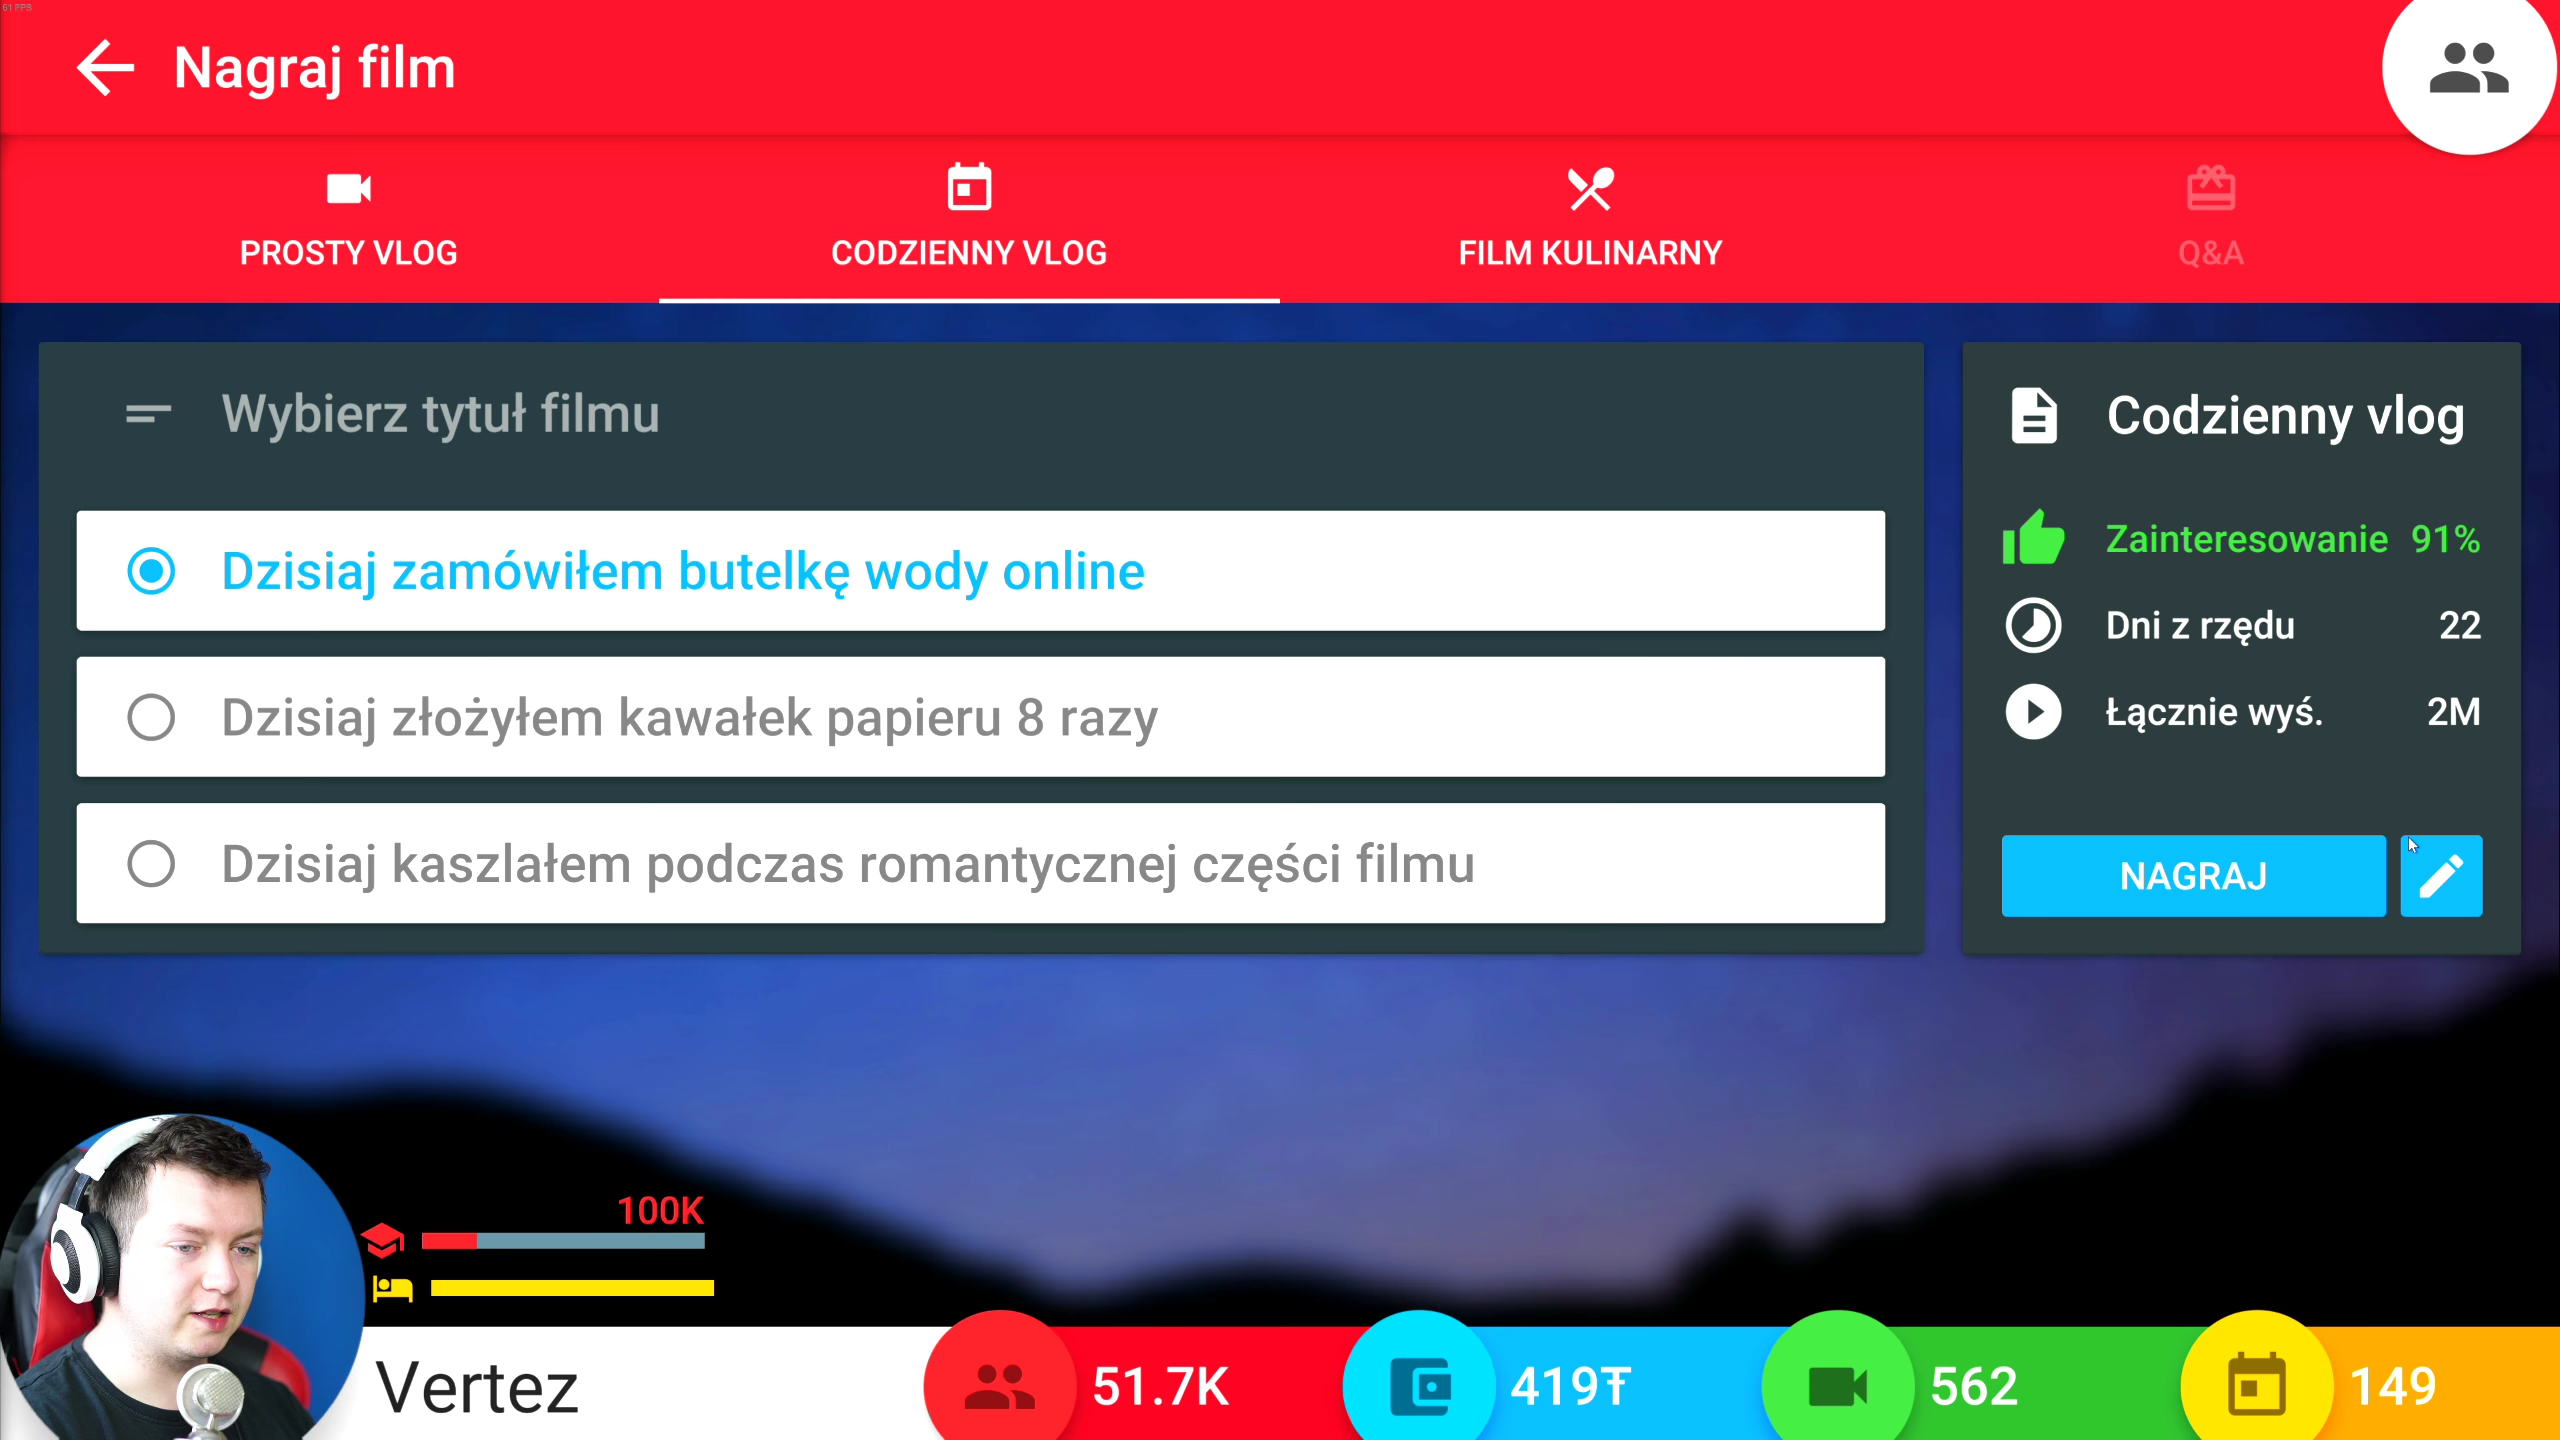 61 FPS
Nagraj film
PROSTY VLOG
CODZIENNY VLOG
FILM KULINARNY
Q&A
Wybierz tytuł filmu
Dzisiaj zamówiłem butelkę wody online
Dzisiaj złożyłem kawałek papieru 8 razy
Dzisiaj kaszlałem podczas romantycznej części filmu
Codzienny vlog
Zainteresowanie 91%
Dni z rzędu 22
Łącznie wyś. 2M
NAGRAJ
100K
Vertez
51.7K
419Ŧ
562
149